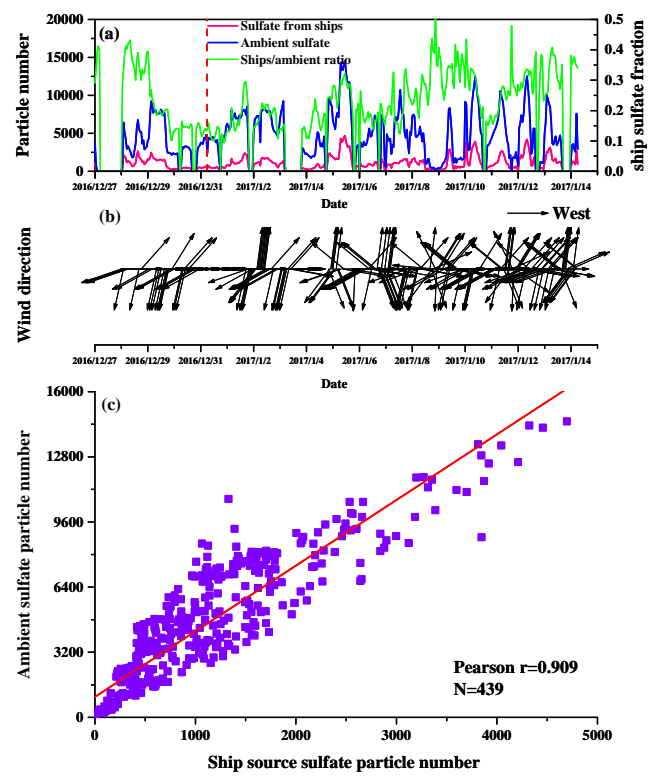 (a)
Sulfate from ships
Ambient sulfate
Ships/ambient ratio
Particle number
20000
15000
10000
5000
0
0.5
0.4
0.3
0.2
0.1
0.0
ship sulfate fraction
2016/12/27 2016/12/29 2016/12/31 2017/1/2 2017/1/4 2017/1/6 2017/1/8 2017/1/10 2017/1/12 2017/1/14
Date
(b)
West
Wind direction
2016/12/27 2016/12/29 2016/12/31 2017/1/2 2017/1/4 2017/1/6 2017/1/8 2017/1/10 2017/1/12 2017/1/14
Date
(c)
Ambient sulfate particle number
16000
12800
9600
6400
3200
0
Pearson r=0.909
N=439
0 1000 2000 3000 4000 5000
Ship source sulfate particle number